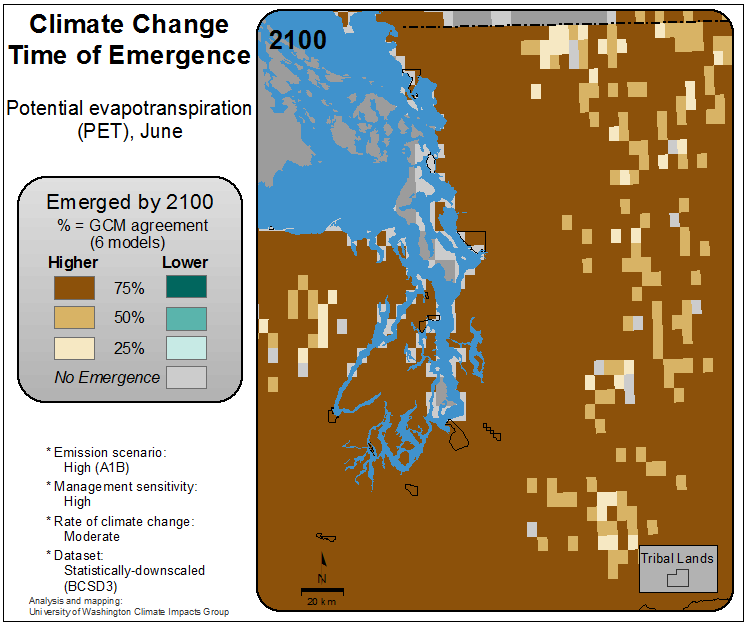 Climate Change
Time of Emergence
Potential evapotranspiration
(PET), June
Emerged by 2100
% = GCM agreement
(6 models)
Higher Lower
75%
50%
25%
No Emergence
* Emission scenario:
High (A1B)
* Management sensitivity:
High
* Rate of climate change:
Moderate
* Dataset:
Statistically-downscaled
(BCSD3)
Analysis and mapping:
University of Washington Climate Impacts Group
2100
N
20 km
Tribal Lands